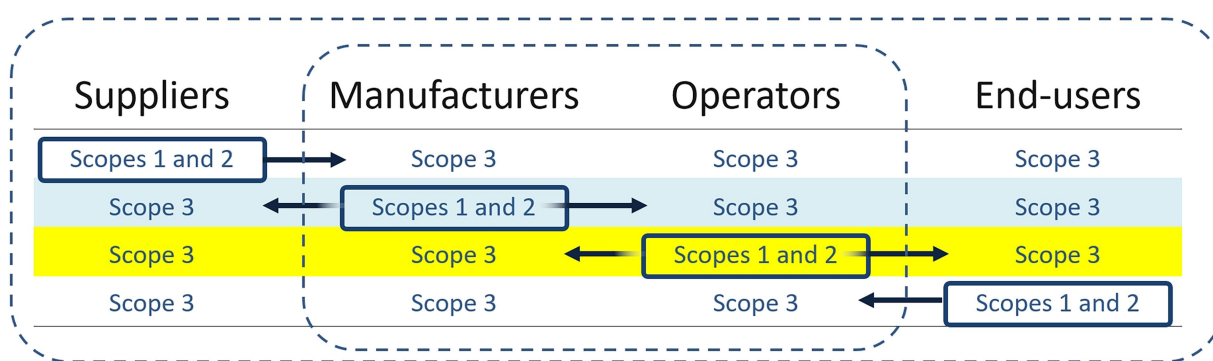 Suppliers Manufacturers Operators End-users
Scopes 1 and 2 Scope 3 Scope 3 Scope 3
Scope 3 Scopes 1 and 2 Scope 3 Scope 3
Scope 3 Scope 3 Scopes 1 and 2 Scope 3
Scope 3 Scope 3 Scope 3 Scopes 1 and 2